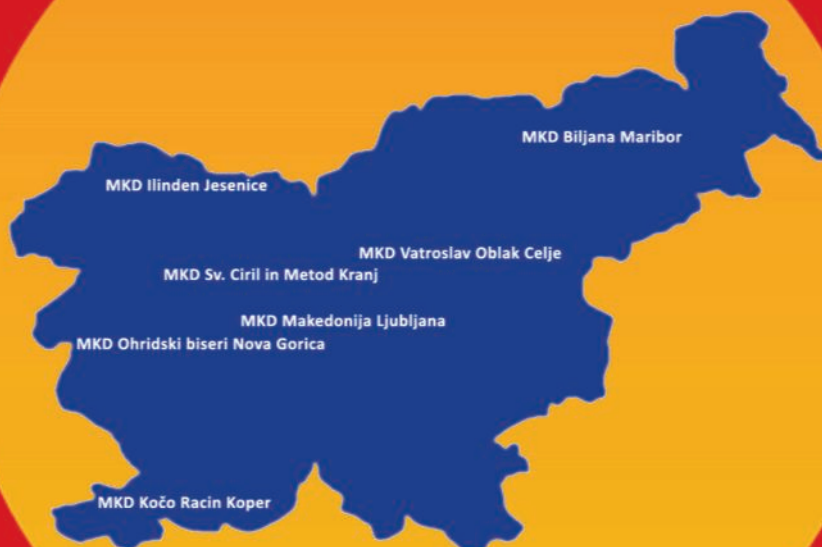 MKD Biljana Maribor
MKD Ilinden Jesenice
MKD Vatroslav Oblak Celje
MKD Sv. Ciril in Metod Kranj
MKD Makedonija Ljubljana
MKD Ohridski biseri Nova Gorica
MKD Kočo Racin Koper